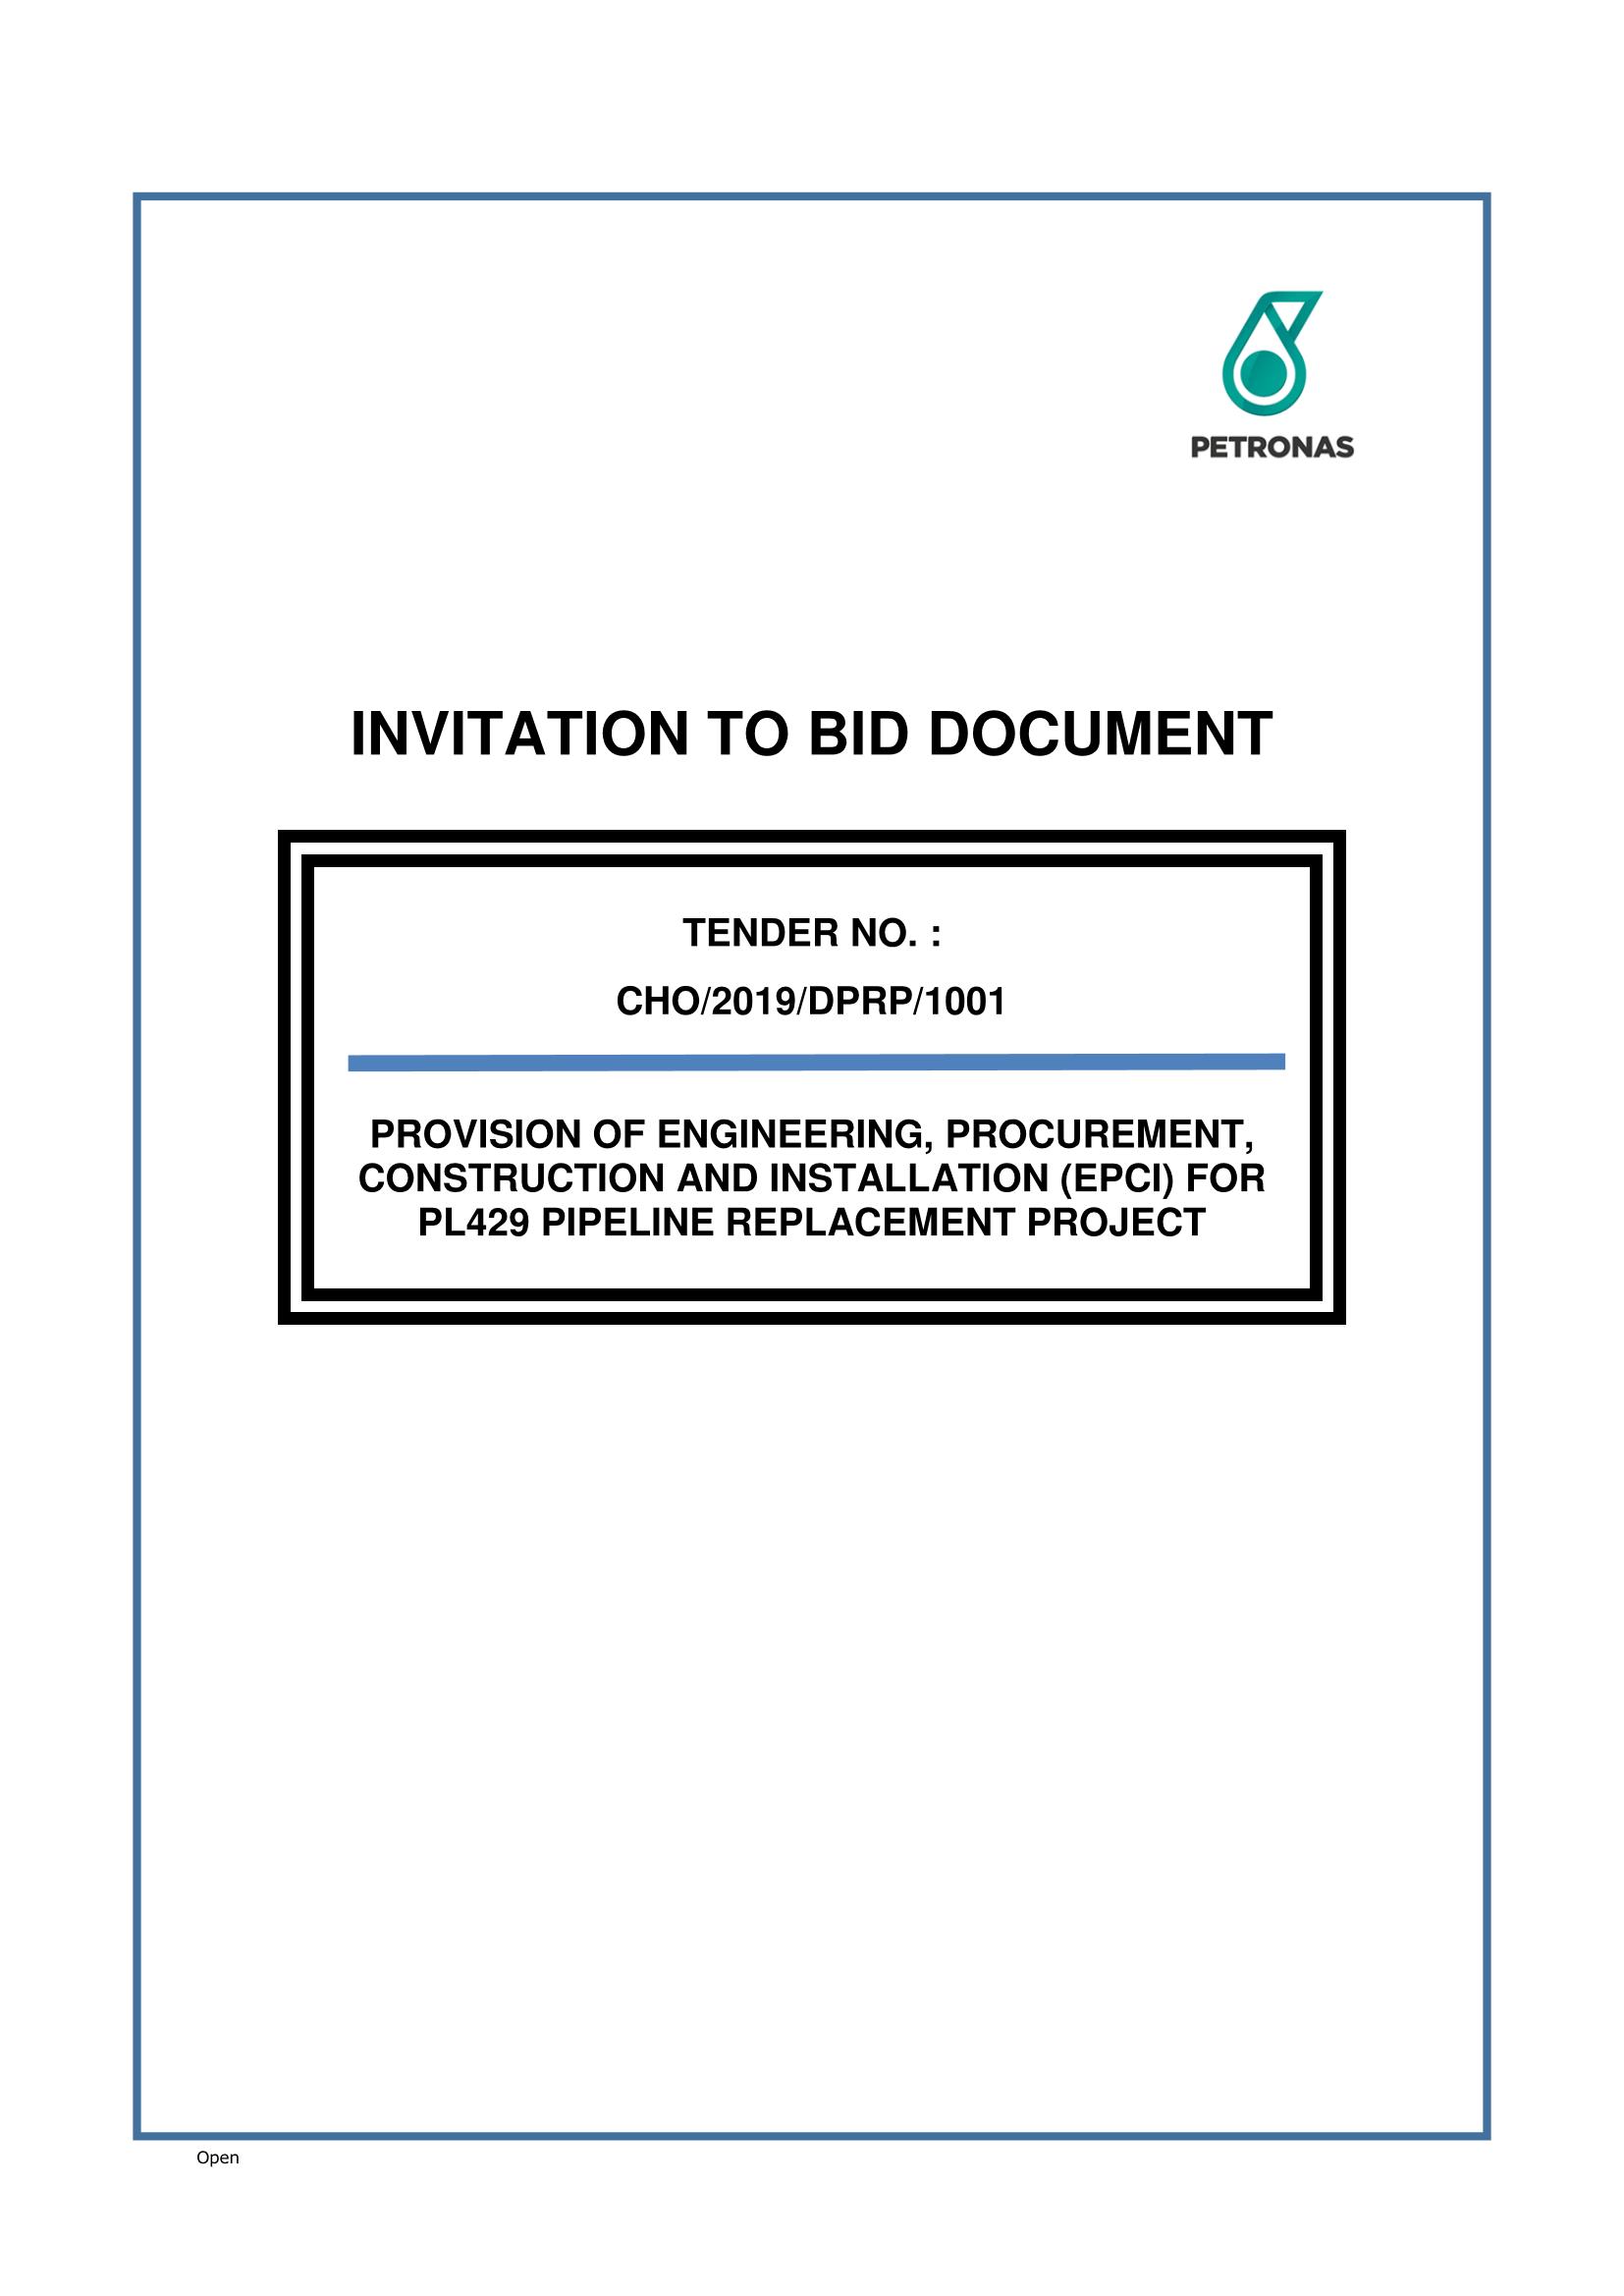 PETRONAS
INVITATION TO BID DOCUMENT
TENDER NO. :
CHO/2019/DPRP/1001
PROVISION OF ENGINEERING, PROCUREMENT,
CONSTRUCTION AND INSTALLATION (EPCI) FOR
PL429 PIPELINE REPLACEMENT PROJECT
Open